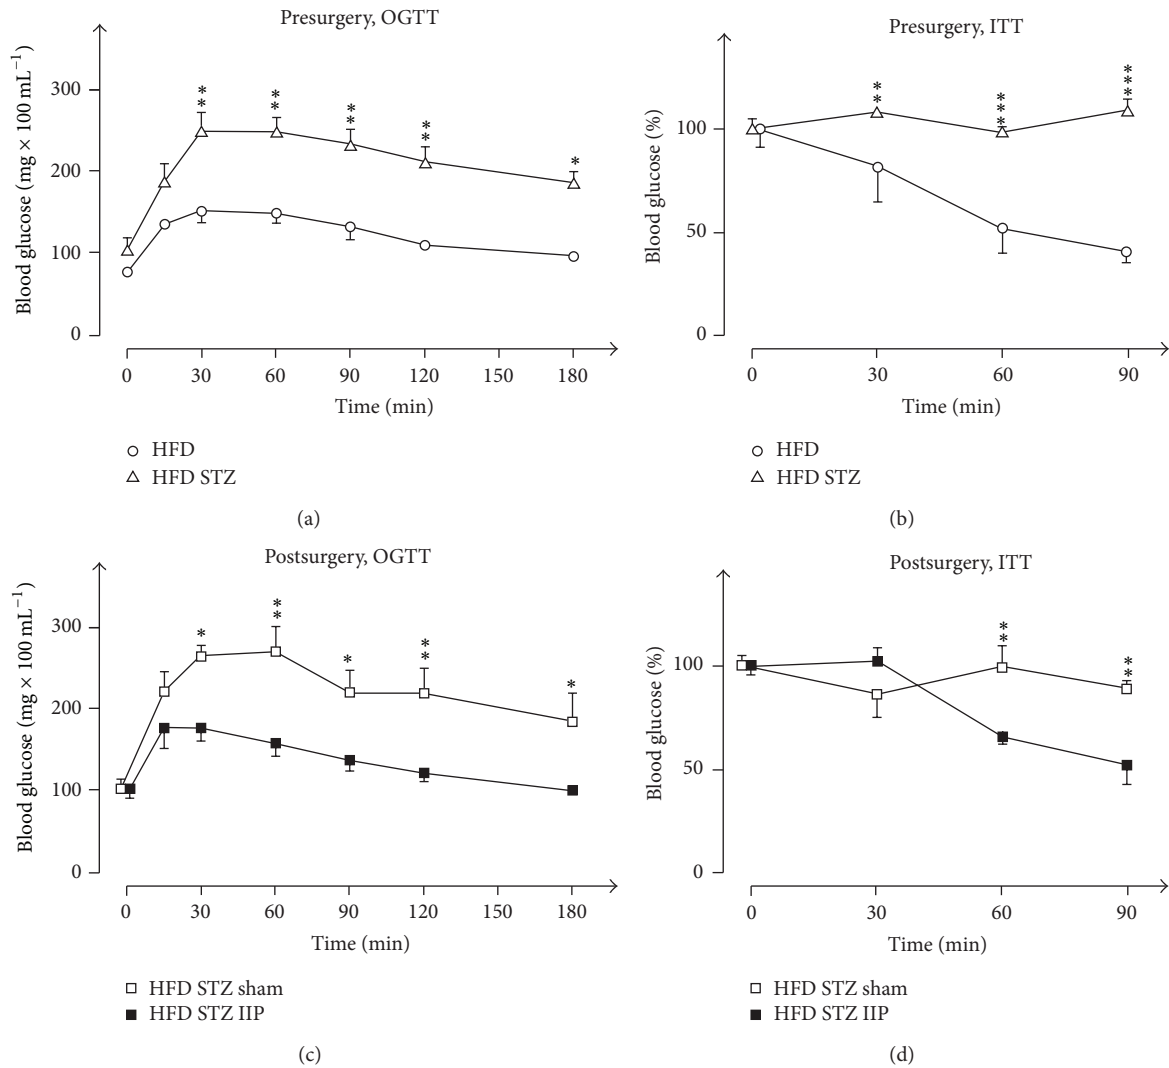 Presurgery, OGTT
Blood glucose (mg × 100 mL⁻¹)
300
200
100
0
** ** ** ** *
0 30 60 90 120 150 180
Time (min)
HFD
HFD STZ
(a)
Presurgery, ITT
Blood glucose (%)
100
50
0
** *** ***
0 30 60 90
Time (min)
HFD
HFD STZ
(b)
Postsurgery, OGTT
Blood glucose (mg × 100 mL⁻¹)
300
200
100
0
* ** * ** *
0 30 60 90 120 150 180
Time (min)
HFD STZ sham
HFD STZ IIP
(c)
Postsurgery, ITT
Blood glucose (%)
100
50
0
** **
0 30 60 90
Time (min)
HFD STZ sham
HFD STZ IIP
(d)